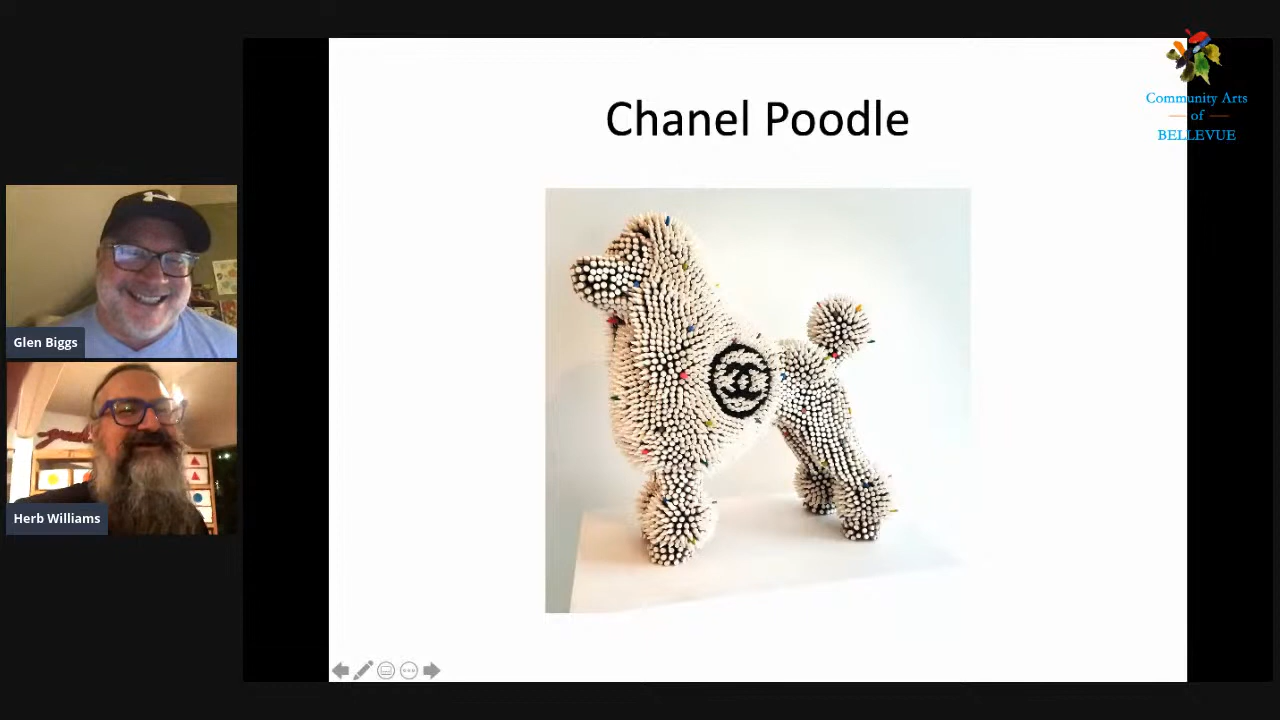 Chanel Poodle
Community Arts
of
BELLEVUE
Glen Biggs
Herb Williams